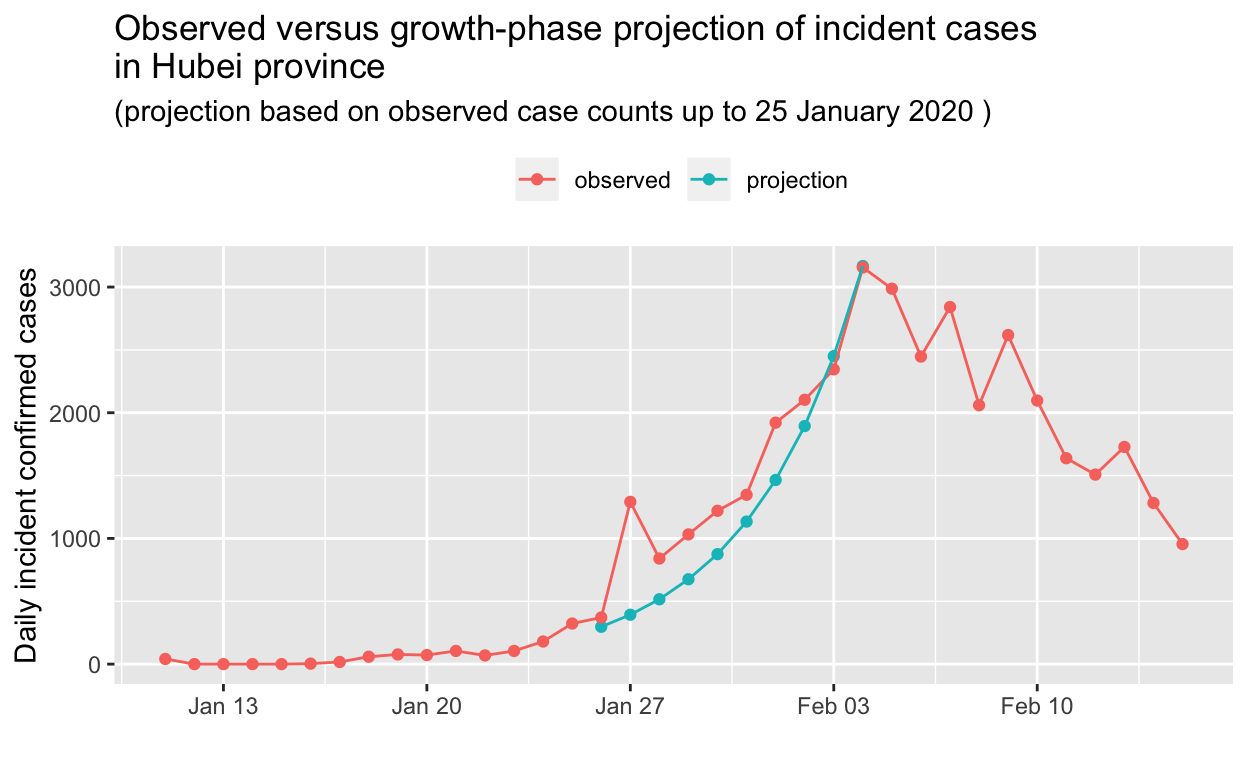 Observed versus growth-phase projection of incident cases
in Hubei province
(projection based on observed case counts up to 25 January 2020 )
observed projection
Daily incident confirmed cases
3000
2000
1000
0
Jan 13 Jan 20 Jan 27 Feb 03 Feb 10